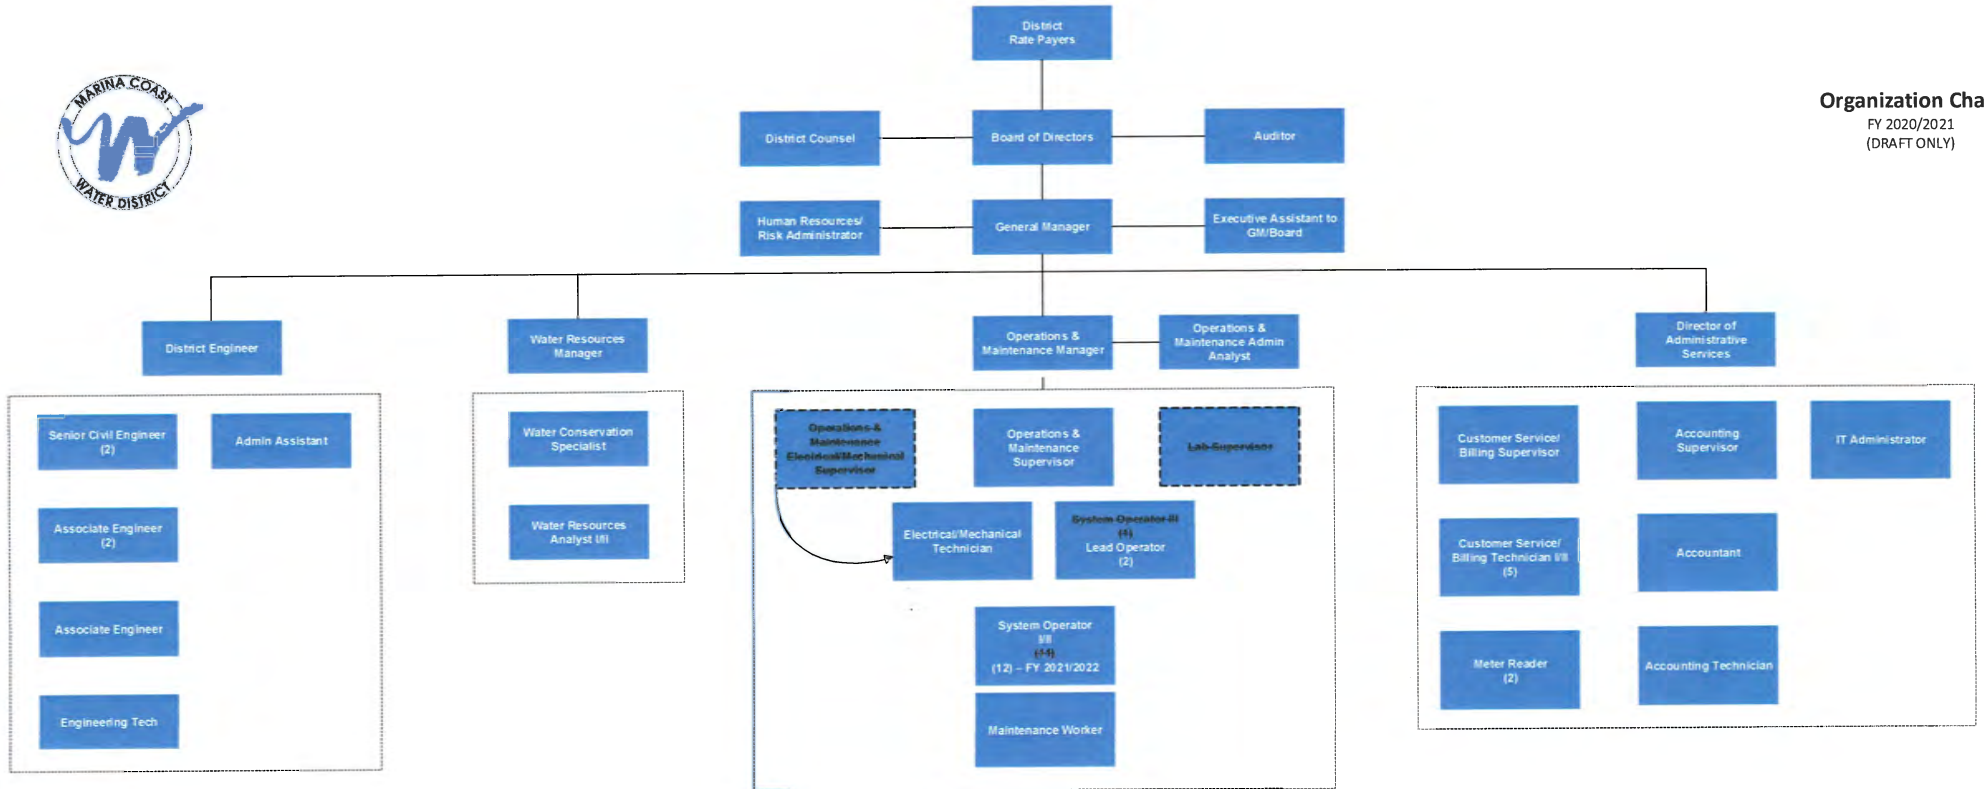 District
Rate Payers
MARINA COAST
WATER DISTRICT
Organization Cha
FY 2020/2021
(DRAFT ONLY)
District Counsel
Board of Directors
Auditor
Human Resources/
Risk Administrator
General Manager
Executive Assistant to
GM/Board
District Engineer
Water Resources
Manager
Operations &
Maintenance Manager
Operations &
Maintenance Admin
Analyst
Director of
Administrative
Services
Senior Civil Engineer
(2)
Admin Assistant
Associate Engineer
(2)
Associate Engineer
Engineering Tech
Water Conservation
Specialist
Water Resources
Analyst I/II
Operations &
Maintenance
Electrical/Mechanical
Supervisor
Operations &
Maintenance
Supervisor
Lab Supervisor
Electrical/Mechanical
Technician
System Operator III
Lead Operator
(2)
System Operator
I/II
(12) – FY 2021/2022
Maintenance Worker
Customer Service/
Billing Supervisor
Accounting
Supervisor
IT Administrator
Customer Service/
Billing Technician I/II
(5)
Accountant
Meter Reader
(2)
Accounting Technician